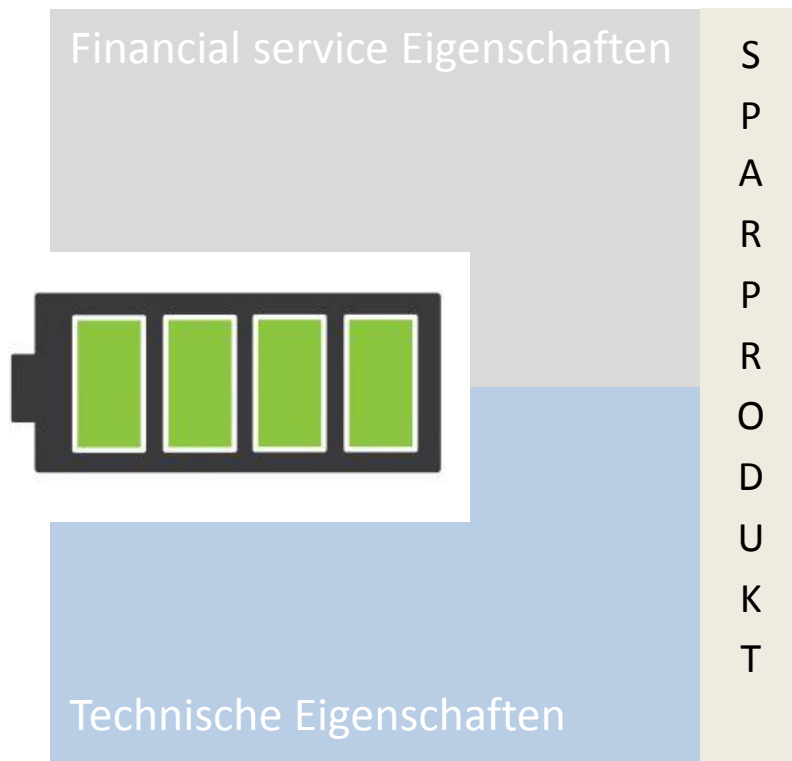 Financial service Eigenschaften
S
P
A
R
P
R
O
D
U
K
T
Technische Eigenschaften